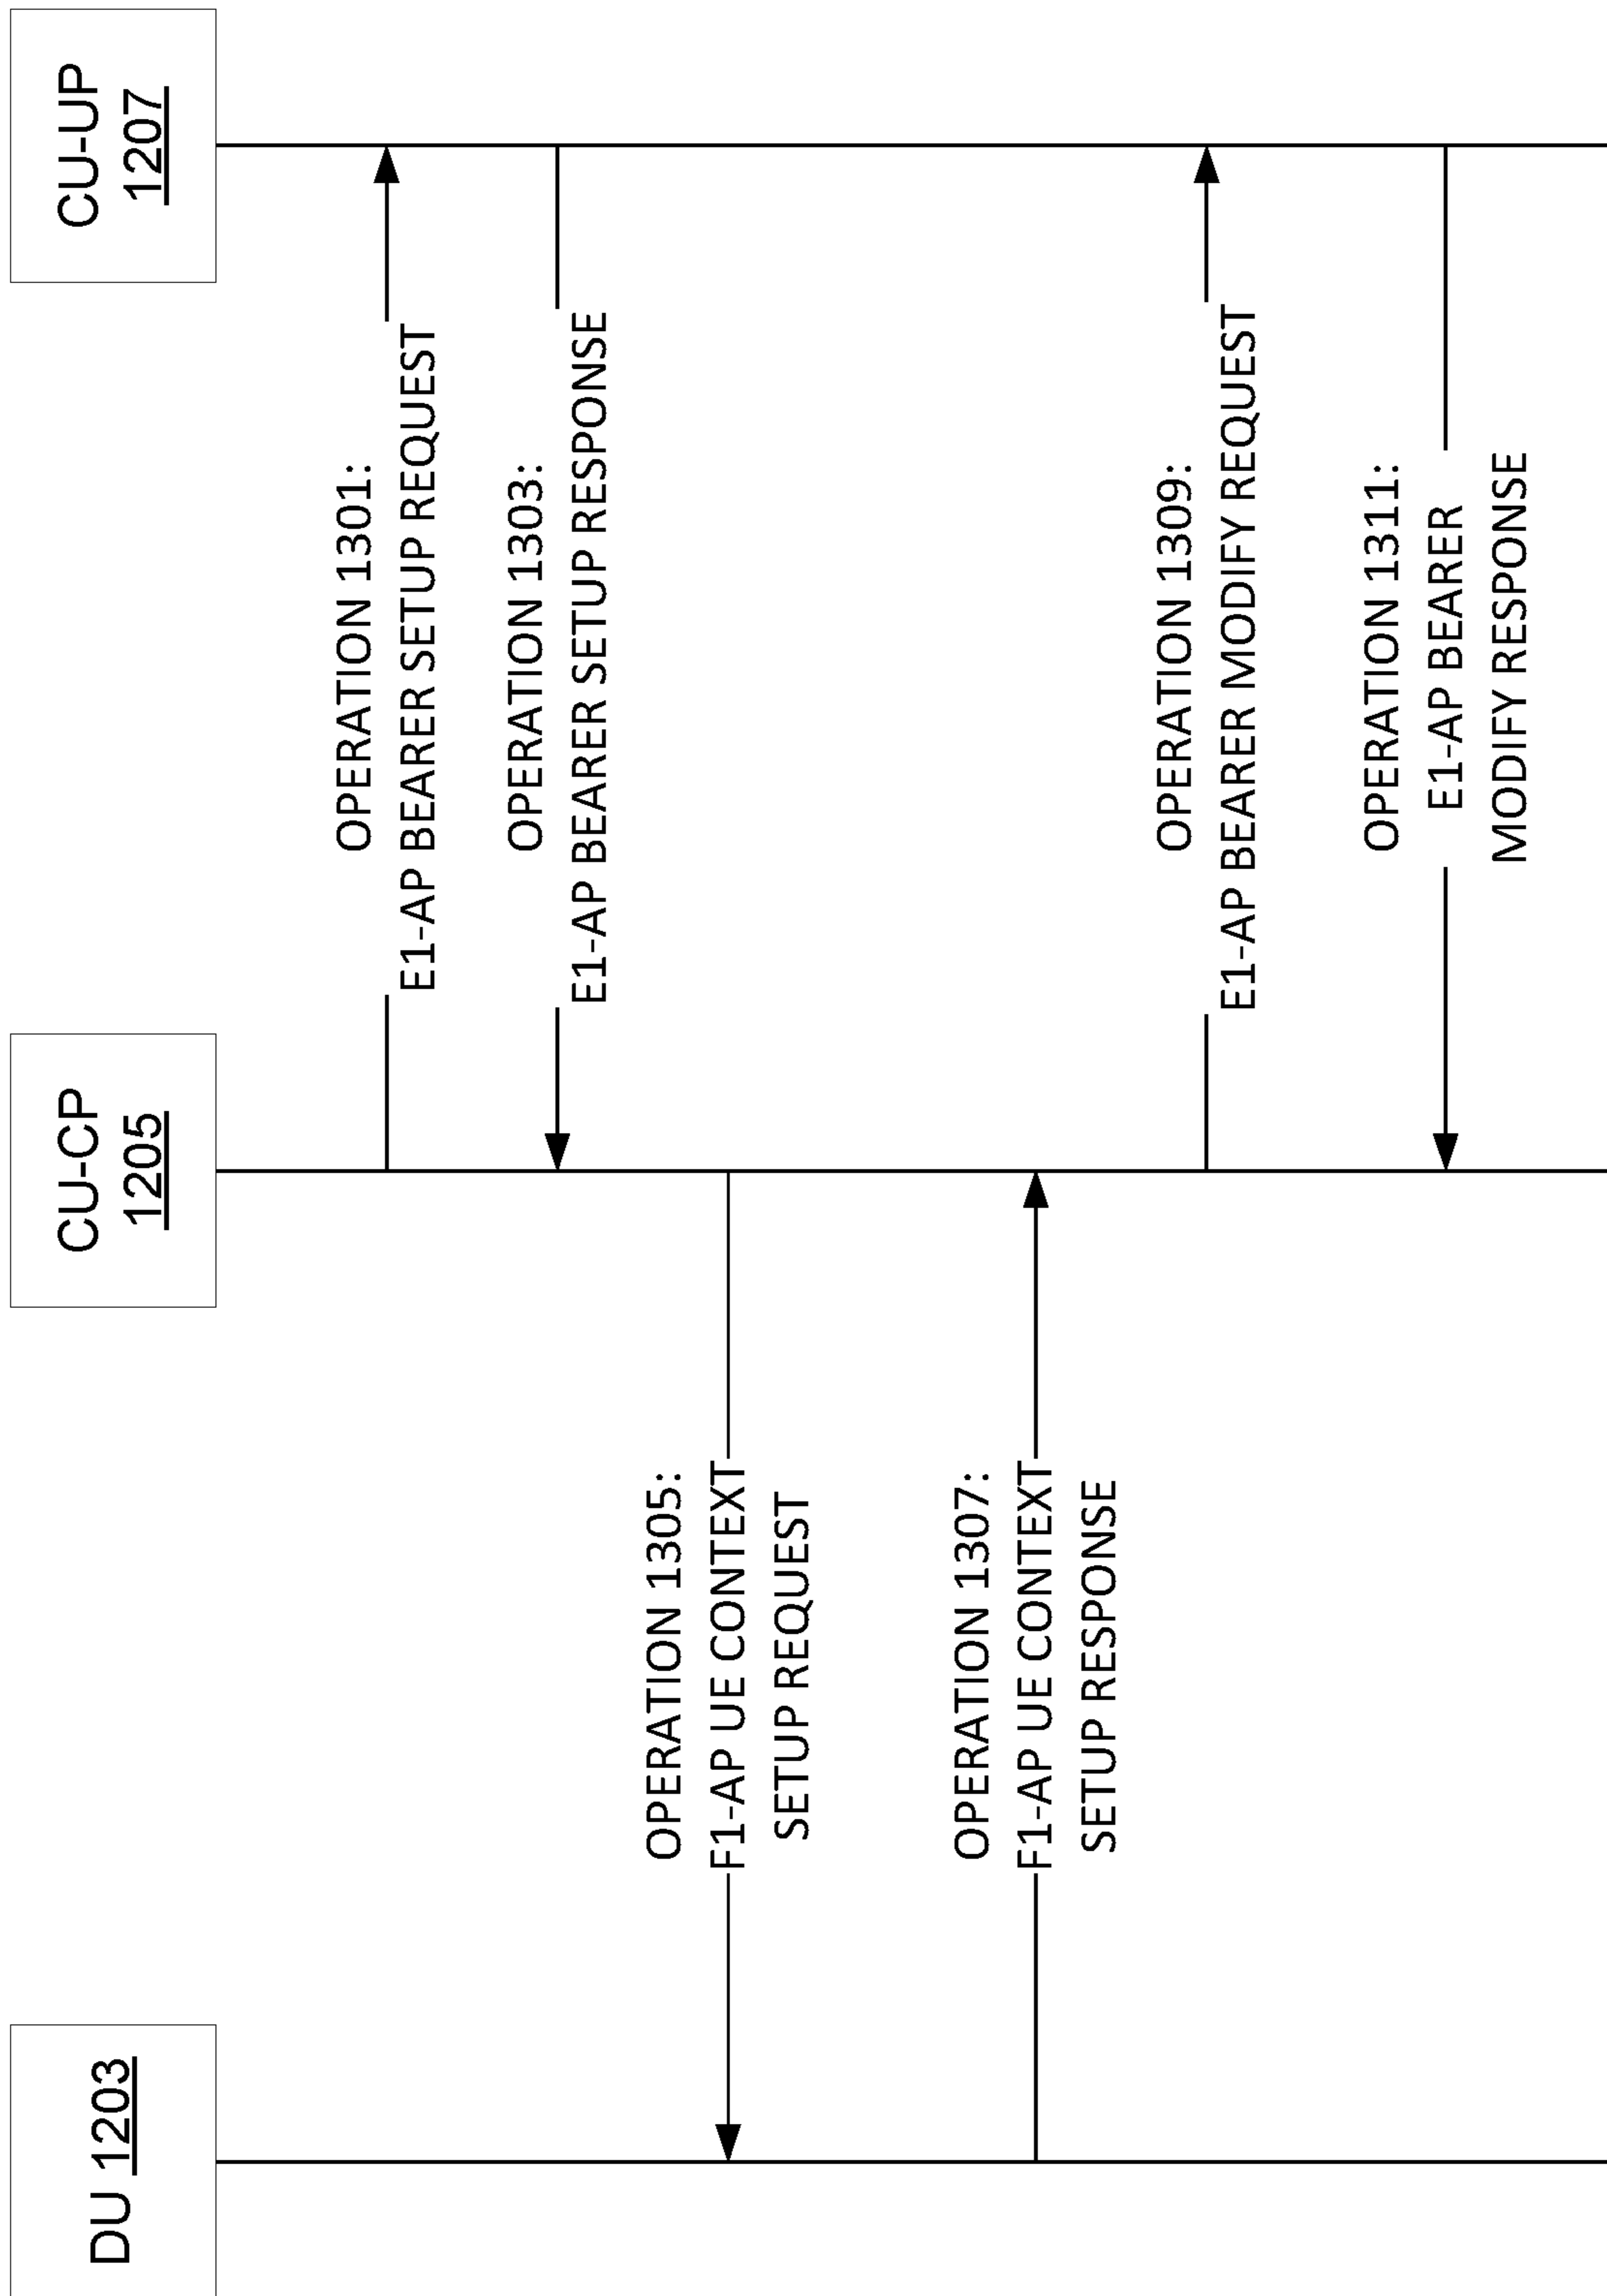 DU 1203
CU-CP
1205
CU-UP
1207
OPERATION 1301:
E1-AP BEARER SETUP REQUEST
OPERATION 1303:
E1-AP BEARER SETUP RESPONSE
OPERATION 1305:
F1-AP UE CONTEXT
SETUP REQUEST
OPERATION 1307:
F1-AP UE CONTEXT
SETUP RESPONSE
OPERATION 1309:
E1-AP BEARER MODIFY REQUEST
OPERATION 1311:
E1-AP BEARER
MODIFY RESPONSE